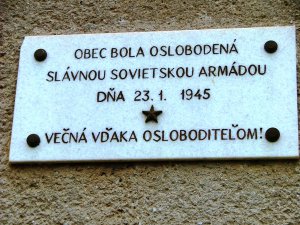 OBEC BOLA OSLOBODENÁ
SLÁVNOU SOVIETSKOU ARMÁDOU
DŇA 23. 1. 1945
VEČNÁ VĎAKA OSLOBODITEĽOM!